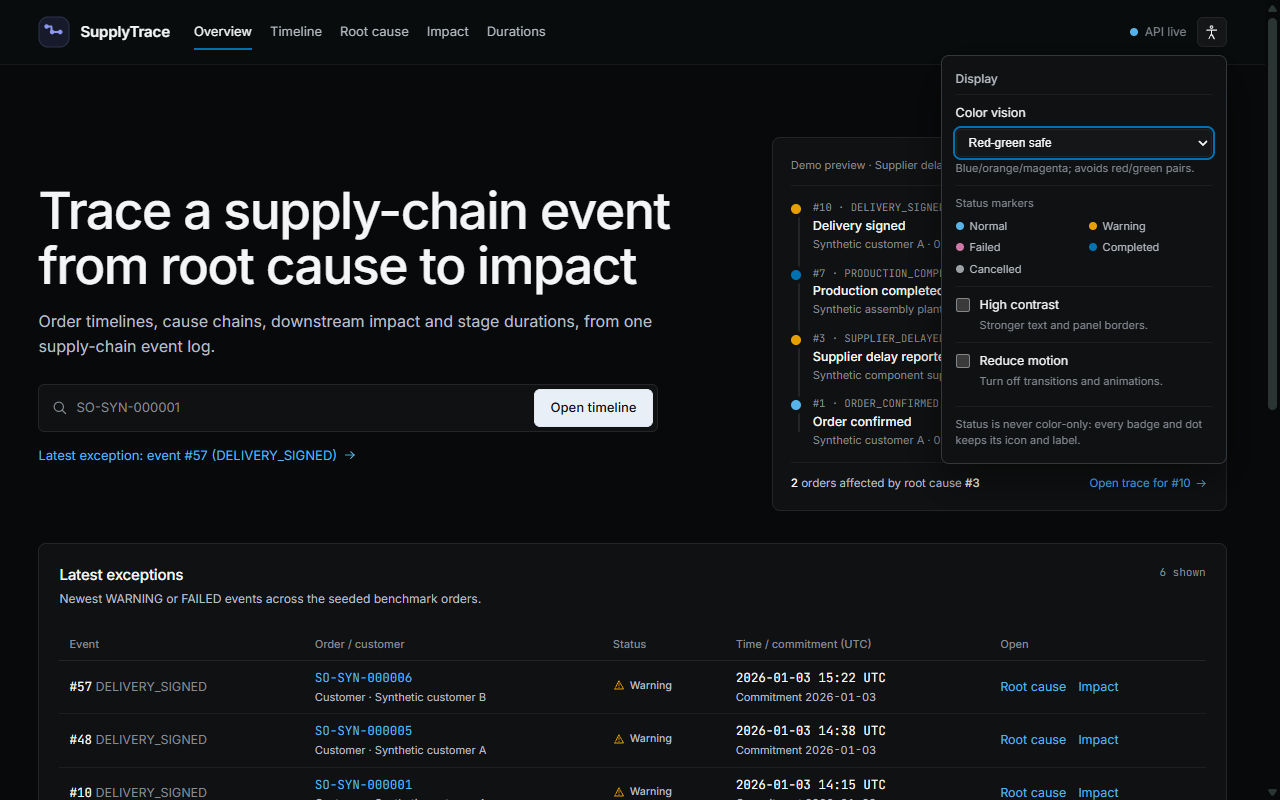 SupplyTrace
Overview
Timeline
Root cause
Impact
Durations
API live
Display
Color vision
Red-green safe
Blue/orange/magenta; avoids red/green pairs.
Status markers
Normal
Warning
Failed
Completed
Cancelled
High contrast
Stronger text and panel borders.
Reduce motion
Turn off transitions and animations.
Status is never color-only: every badge and dot
keeps its icon and label.
Trace a supply-chain event
from root cause to impact
Order timelines, cause chains, downstream impact and stage durations, from one
supply-chain event log.
SO-SYN-000001
Open timeline
Latest exception: event #57 (DELIVERY_SIGNED) →
Demo preview · Supplier
#10 ·
Delivery signed
Synthetic customer A ·
#7 ·
Production completed
Synthetic assembly plant
#3 ·
Supplier delay
Synthetic component
#1 · ORDER_CONFIRMED
Order confirmed
Synthetic customer A ·
2 orders affected by root cause #3
Open trace for #10 →
Latest exceptions
6 shown
Newest WARNING or FAILED events across the seeded benchmark orders.
Event
Order / customer
Status
Time / commitment (UTC)
Open
#57 DELIVERY_SIGNED
SO-SYN-000006
Customer · Synthetic customer B
Warning
2026-01-03 15:22 UTC
Commitment 2026-01-03
Root cause Impact
#48 DELIVERY_SIGNED
SO-SYN-000005
Customer · Synthetic customer A
Warning
2026-01-03 14:38 UTC
Commitment 2026-01-03
Root cause Impact
#10 DELIVERY_SIGNED
SO-SYN-000001
Warning
2026-01-03 14:15 UTC
Root cause Impact